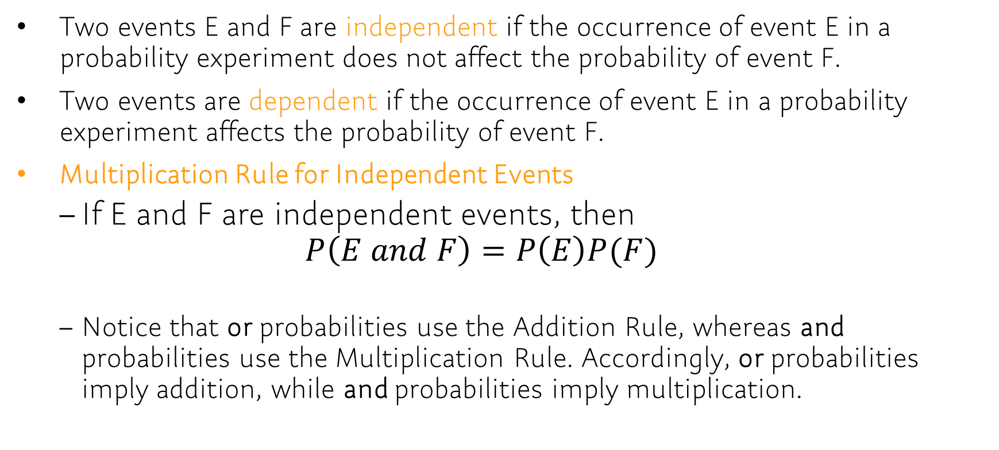 • Two events E and F are independent if the occurrence of event E in a
probability experiment does not affect the probability of event F.
• Two events are dependent if the occurrence of event E in a probability
experiment affects the probability of event F.
• Multiplication Rule for Independent Events
– If E and F are independent events, then
P(E and F) = P(E)P(F)
– Notice that or probabilities use the Addition Rule, whereas and
probabilities use the Multiplication Rule. Accordingly, or probabilities
imply addition, while and probabilities imply multiplication.